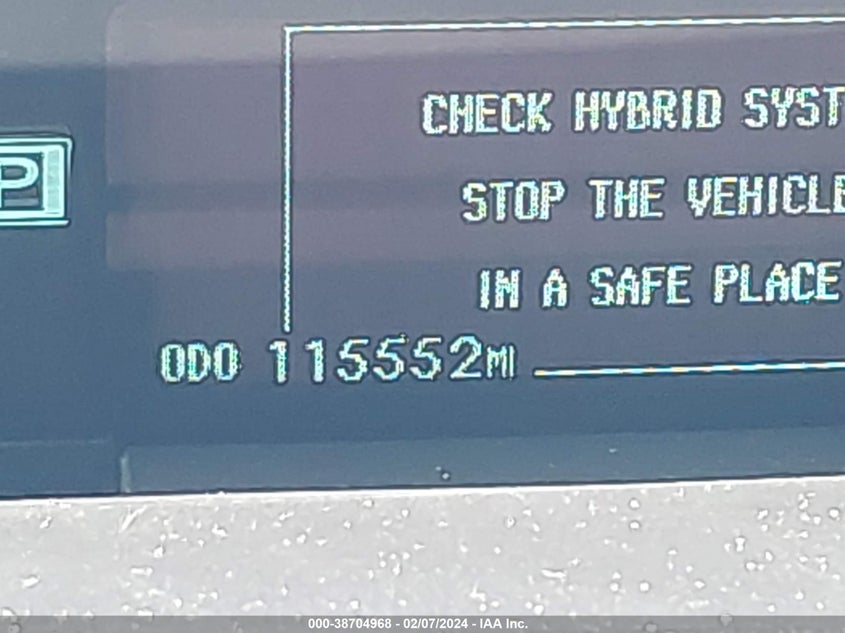 CHECK HYBRID SYST
STOP THE VEHICLE
IN A SAFE PLACE
P
ODO 115552MI
000-38704968 - 02/07/2024 - IAA Inc.